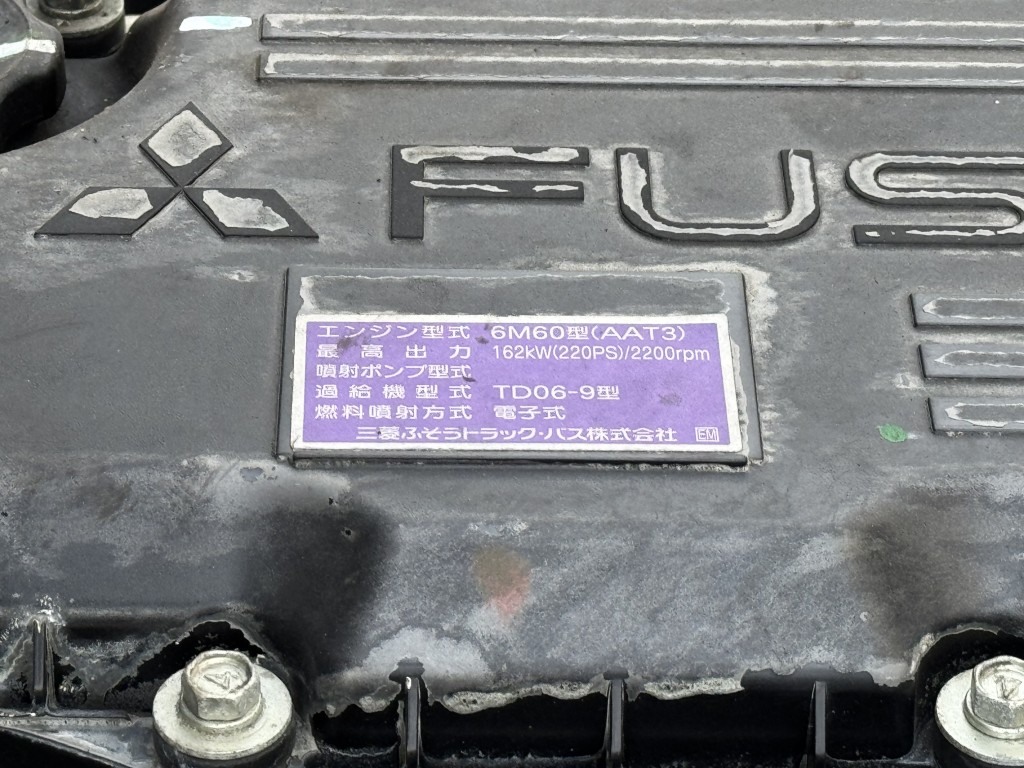 FUS
エンジン型式 6M60型(AAT3)
最高出力 162kW(220PS)/2200rpm
噴射ポンプ型式
過給機型式 TD06-9型
燃料噴射方式 電子式
三菱ふそうトラック・バス株式会社 EM